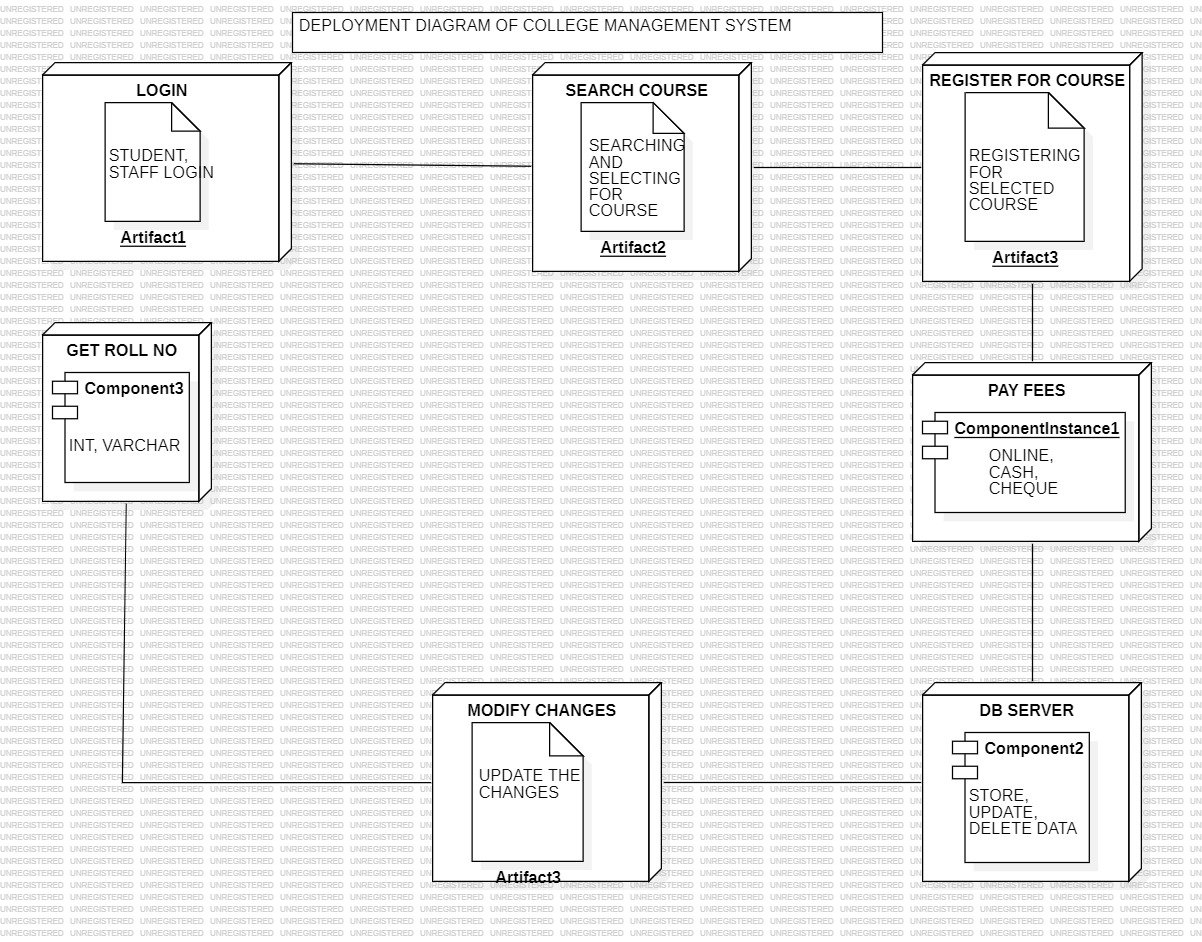 DEPLOYMENT DIAGRAM OF COLLEGE MANAGEMENT SYSTEM
LOGIN
STUDENT,
STAFF LOGIN
Artifact1
SEARCH COURSE
SEARCHING
AND
SELECTING
FOR
COURSE
Artifact2
REGISTER FOR COURSE
REGISTERING
FOR
SELECTED
COURSE
Artifact3
GET ROLL NO
Component3
INT, VARCHAR
PAY FEES
ComponentInstance1
ONLINE,
CASH,
CHEQUE
MODIFY CHANGES
UPDATE THE
CHANGES
Artifact3
DB SERVER
Component2
STORE,
UPDATE,
DELETE DATA
UNREGISTERED